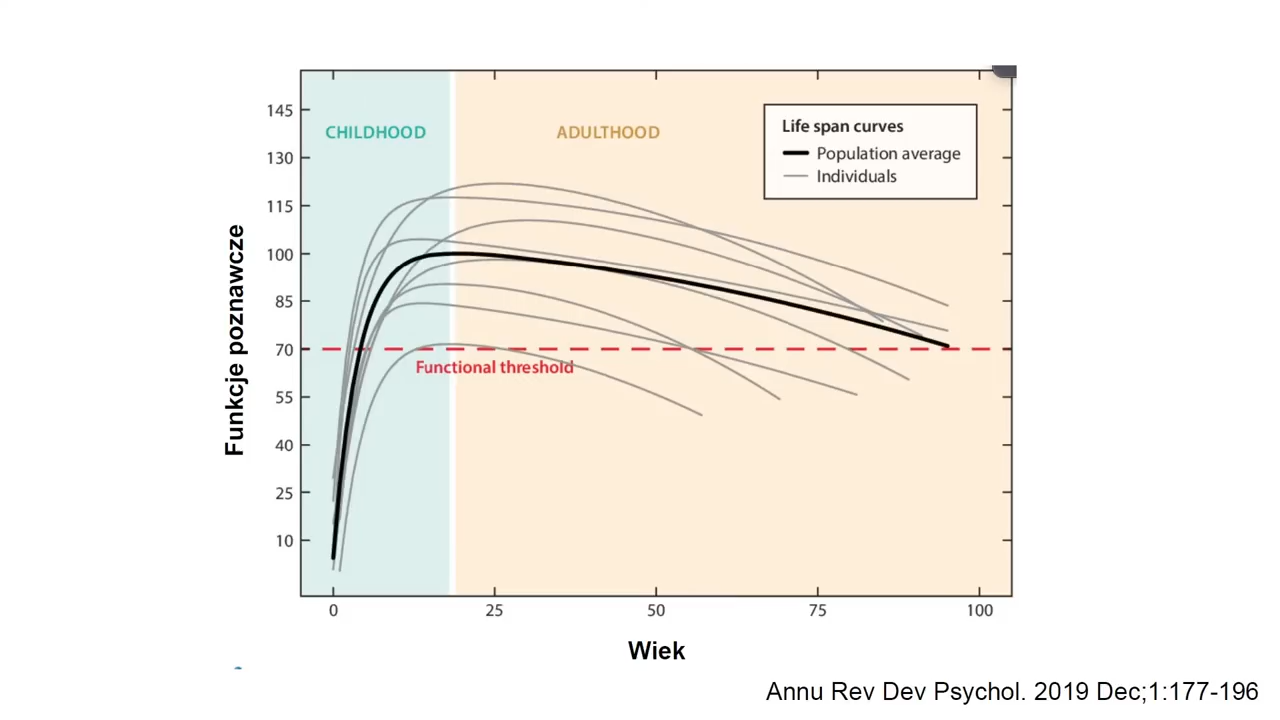 CHILDHOOD
ADULTHOOD
Life span curves
Population average
Individuals
145
130
115
100
85
70
55
40
25
10
Functional threshold
Funkcje poznawcze
0
25
50
75
100
Wiek
Annu Rev Dev Psychol. 2019 Dec;1:177-196